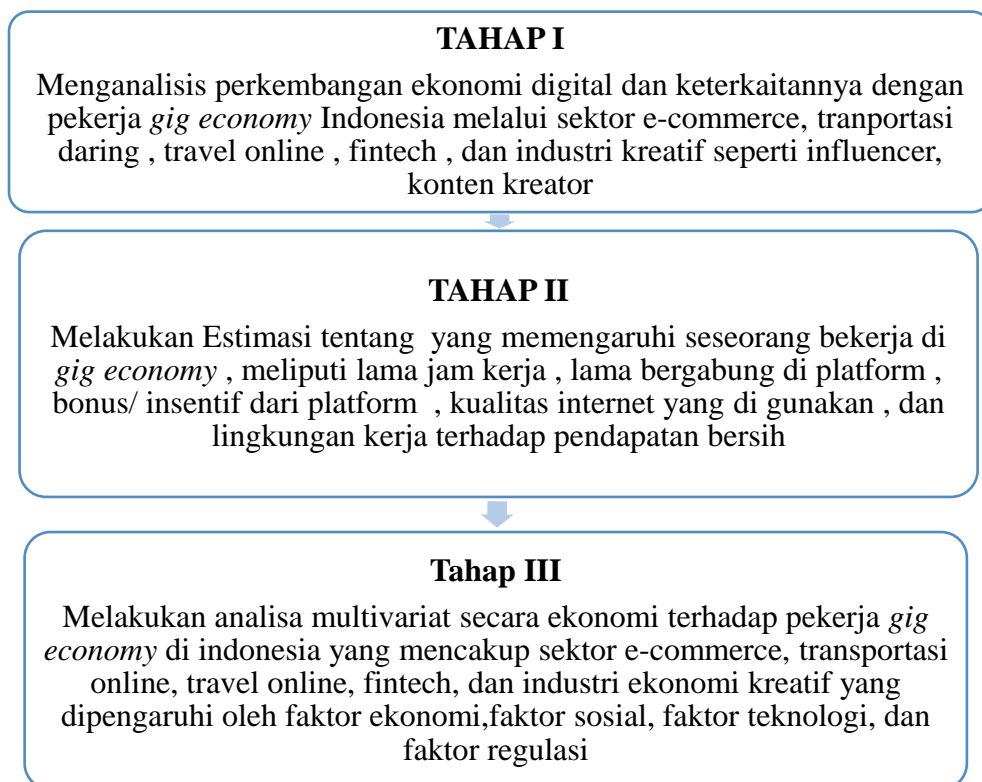 TAHAP I
Menganalisis perkembangan ekonomi digital dan keterkaitannya dengan
pekerja gig economy Indonesia melalui sektor e-commerce, tranportasi
daring , travel online , fintech , dan industri kreatif seperti influencer,
konten kreator
TAHAP II
Melakukan Estimasi tentang yang memengaruhi seseorang bekerja di
gig economy , meliputi lama jam kerja , lama bergabung di platform ,
bonus/ insentif dari platform , kualitas internet yang di gunakan , dan
lingkungan kerja terhadap pendapatan bersih
Tahap III
Melakukan analisa multivariat secara ekonomi terhadap pekerja gig
economy di indonesia yang mencakup sektor e-commerce, transportasi
online, travel online, fintech, dan industri ekonomi kreatif yang
dipengaruhi oleh faktor ekonomi,faktor sosial, faktor teknologi, dan
faktor regulasi